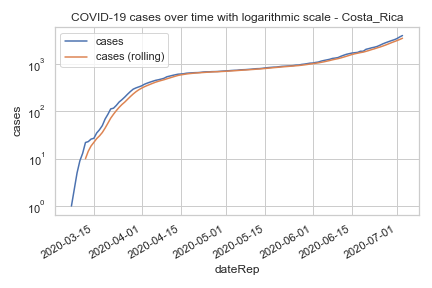 COVID-19 cases over time with logarithmic scale - Costa_Rica
cases
cases (rolling)
cases
10³
10²
10¹
10⁰
2020-03-15
2020-04-01
2020-04-15
2020-05-01
2020-05-15
2020-06-01
2020-06-15
2020-07-01
dateRep